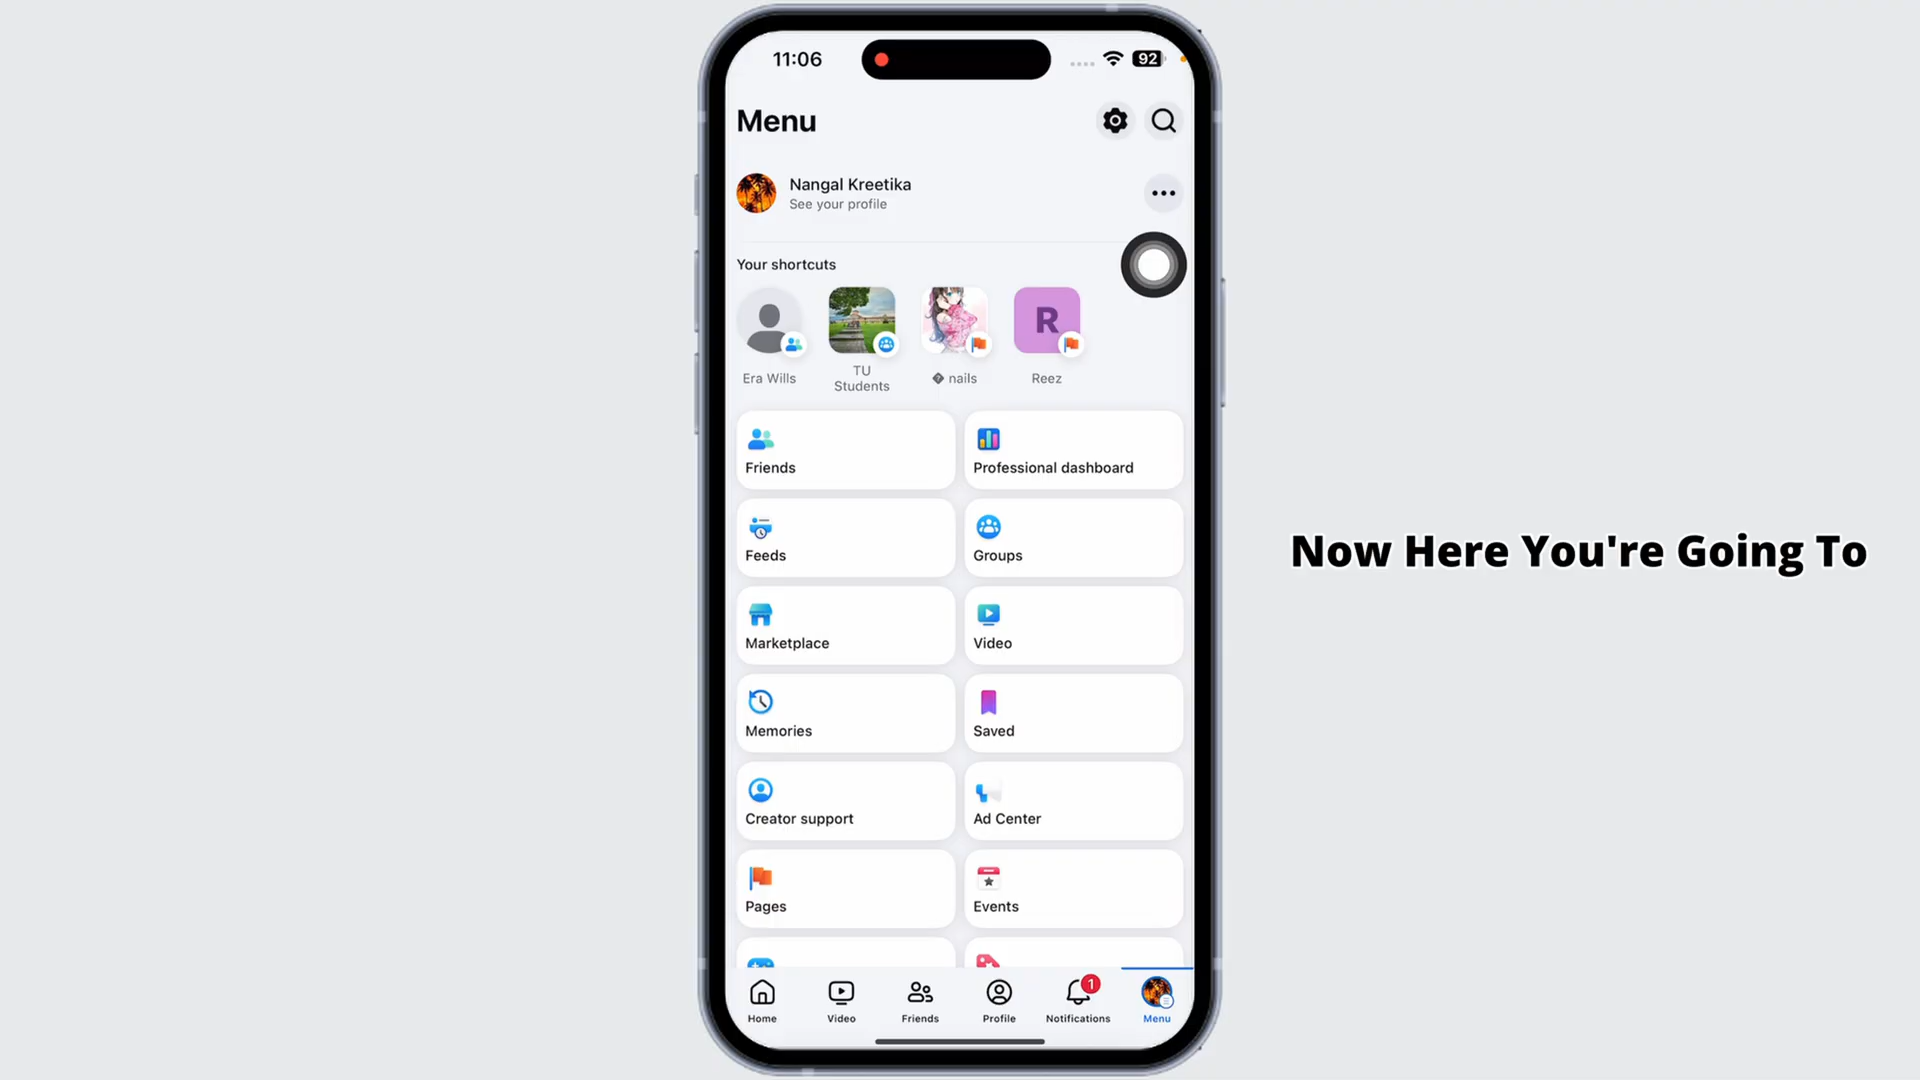 11:06
92
Menu
Nangal Kreetika
See your profile
Your shortcuts
R
Era Wills
TU
Students
nails
Reez
Friends
Professional dashboard
Feeds
Groups
Marketplace
Video
Memories
Saved
Creator support
Ad Center
Pages
Events
1
Home
Video
Friends
Profile
Notifications
Menu
Now Here You're Going To